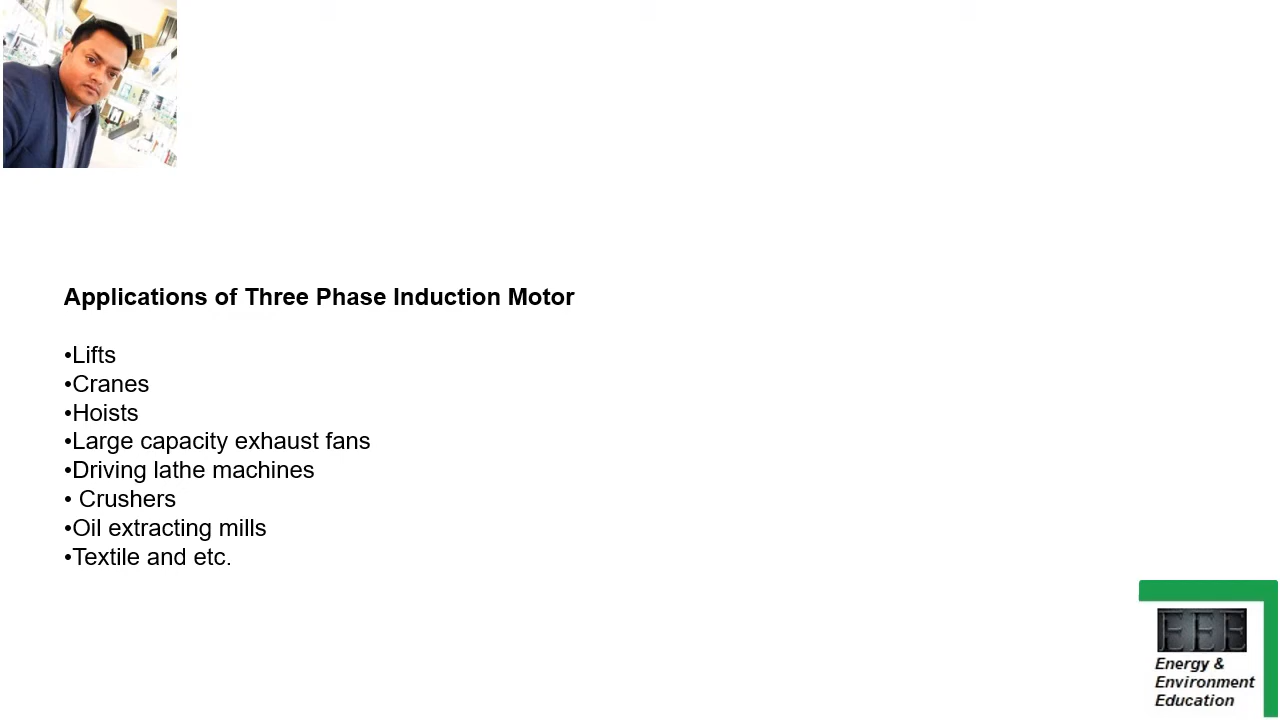 Applications of Three Phase Induction Motor
•Lifts
•Cranes
•Hoists
•Large capacity exhaust fans
•Driving lathe machines
• Crushers
•Oil extracting mills
•Textile and etc.
EEE
Energy &
Environment
Education